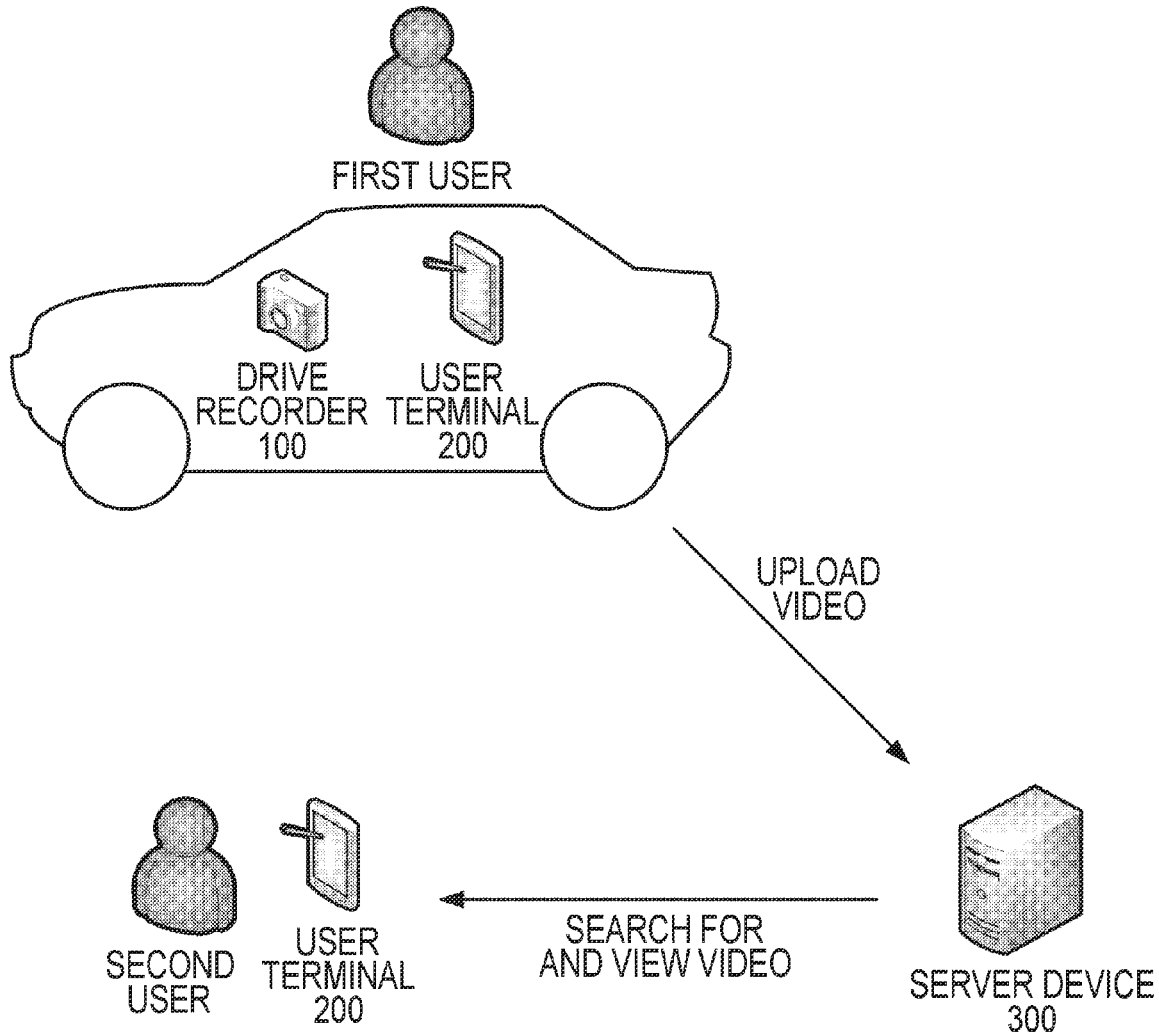 FIRST USER
DRIVE
RECORDER
100
USER
TERMINAL
200
UPLOAD
VIDEO
SECOND
USER
USER
TERMINAL
200
SEARCH FOR
AND VIEW VIDEO
SERVER DEVICE
300